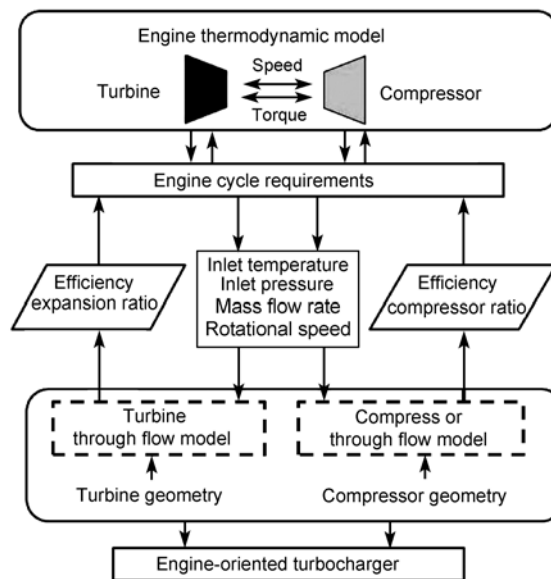 Engine thermodynamic model
Speed
Turbine
Compressor
Torque
Engine cycle requirements
Efficiency
expansion ratio
Inlet temperature
Inlet pressure
Mass flow rate
Rotational speed
Efficiency
compressor ratio
Turbine
through flow model
Compress or
through flow model
Turbine geometry
Compressor geometry
Engine-oriented turbocharger